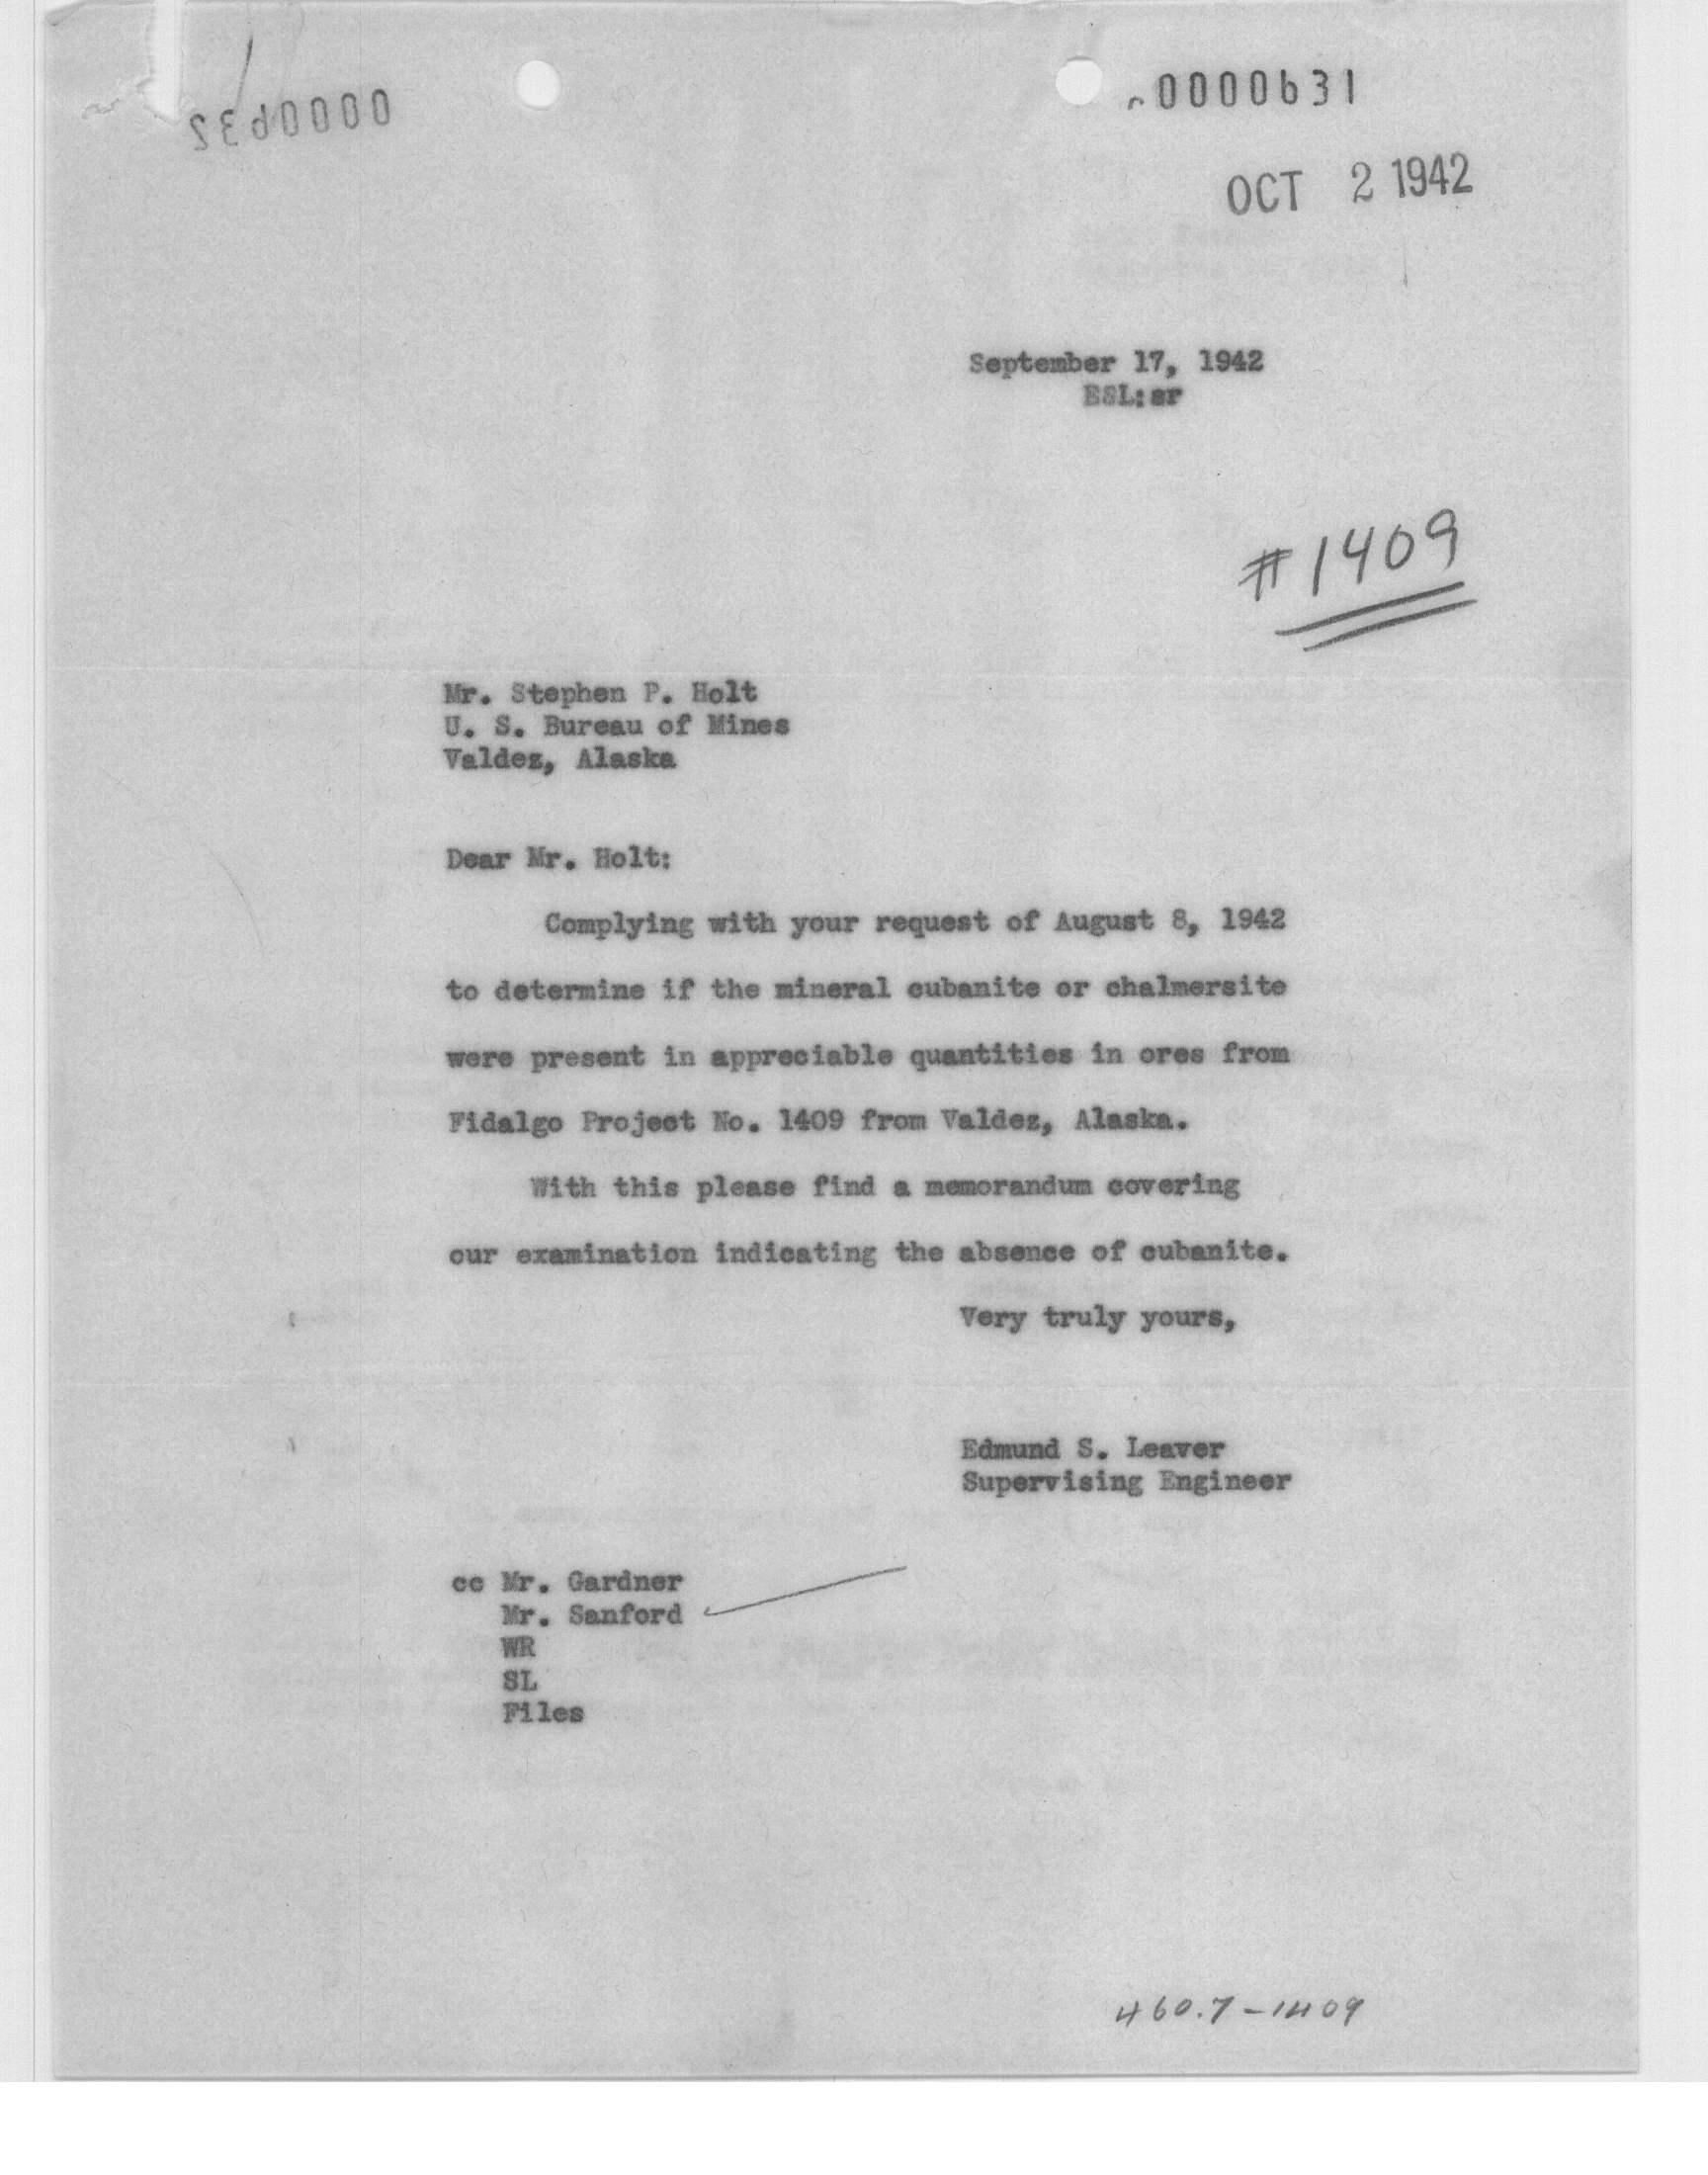 0000631
OCT 2 1942
September 17, 1942
ESL:sr
#1409
Mr. Stephen P. Holt
U. S. Bureau of Mines
Valdez, Alaska
Dear Mr. Holt:
Complying with your request of August 8, 1942
to determine if the mineral cubanite or chalmersite
were present in appreciable quantities in ores from
Fidalgo Project No. 1409 from Valdez, Alaska.
With this please find a memorandum covering
our examination indicating the absence of cubanite.
Very truly yours,
Edmund S. Leaver
Supervising Engineer
cc Mr. Gardner
Mr. Sanford
WR
SL
Files
460.7-1409